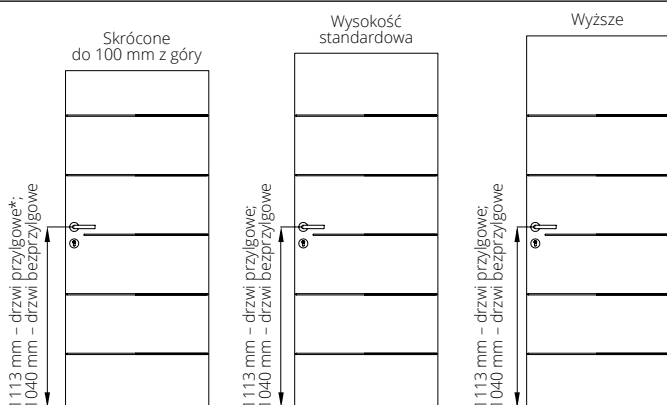 Skrócone
do 100 mm z góry
1113 mm – drzwi przylgowe*;
1040 mm – drzwi bezprzylgowe
Wysokość
standardowa
1113 mm – drzwi przylgowe;
1040 mm – drzwi bezprzylgowe
Wyższe
1113 mm – drzwi przylgowe;
1040 mm – drzwi bezprzylgowe